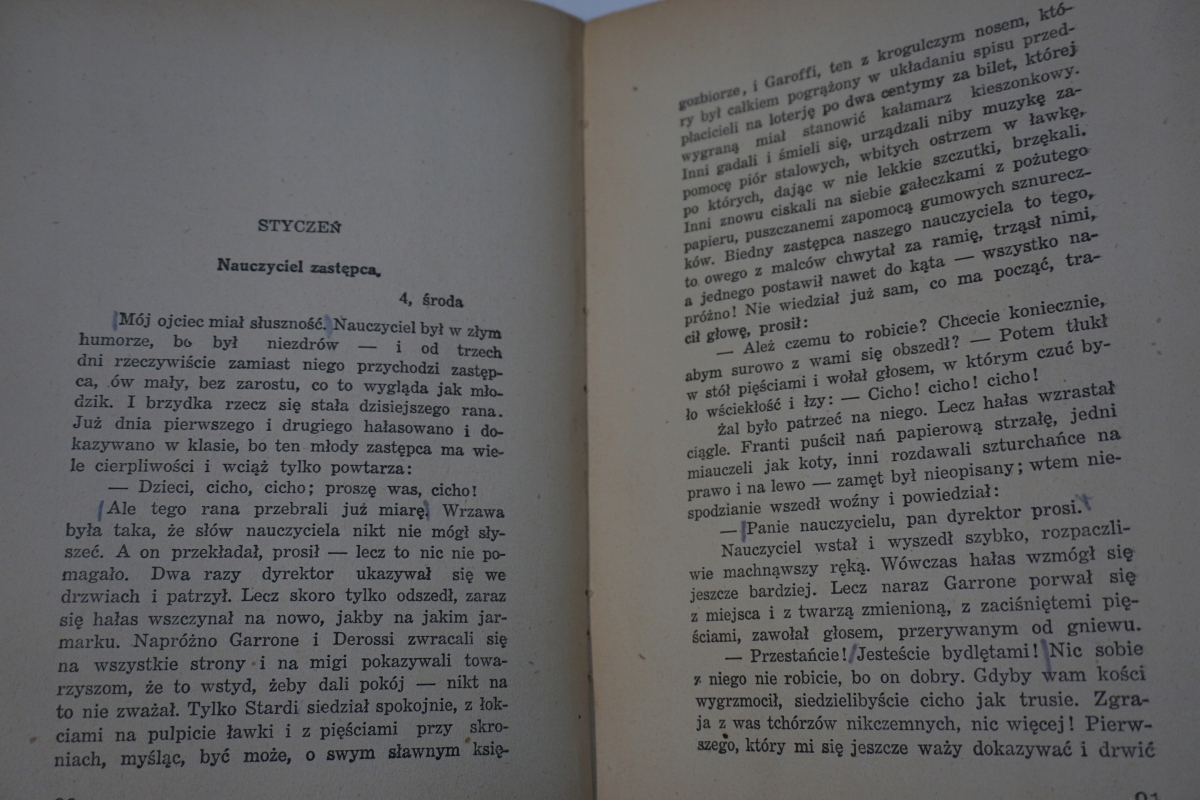 STYCZEŃ
Nauczyciel zastępca.
4, środa
Mój ojciec miał słuszność. Nauczyciel był w złym
humorze, bo był niezdrów — i od trzech
dni rzeczywiście zamiast niego przychodzi zastęp-
ca, ów mały, bez zarostu, co to wygląda jak mło-
dzik. I brzydka rzecz się stała dzisiejszego rana.
Już dnia pierwszego i drugiego hałasowano i do-
kazywano w klasie, bo ten młody zastępca ma wie-
le cierpliwości i wciąż tylko powtarza:
— Dzieci, cicho, cicho; proszę was, cicho!
Ale tego rana przebrali już miarę. Wrzawa
była taka, że słów nauczyciela nikt nie mógł sły-
szeć. A on przekładał, prosił — lecz to nic nie po-
magało. Dwa razy dyrektor ukazywał się we
drzwiach i patrzył. Lecz skoro tylko odszedł, zaraz
się hałas wszczynał na nowo, jakby na jakim jar-
marku. Napróżno Garrone i Derossi zwracali się
na wszystkie strony i na migi pokazywali towa-
rzyszom, że to wstyd, żeby dali pokój — nikt na
to nie zważał. Tylko Stardi siedział spokojnie, z łok-
ciami na pulpicie ławki i z pięściami przy skro-
niach, myśląc, być może, o swym sławnym księ-
gozbiorze, i Garoffi, ten z krogulczym nosem, któ-
ry był całkiem pogrążony w układaniu spisu przed-
płacicieli na loterję po dwa centymy za bilet, której
wygraną miał stanowić kałamarz kieszonkowy.
Inni gadali i śmieli się, urządzali niby muzykę za-
pomocę piór stalowych, wbitych ostrzem w ławkę,
po których, dając w nie lekkie szczutki, brzękali.
Inni znowu ciskali na siebie gałeczkami z pożutego
papieru, puszczanemi zapomocą gumowych sznurecz-
ków. Biedny zastępca naszego nauczyciela to tego,
to owego z malców chwytał za ramię, trząsł nimi,
a jednego postawił nawet do kąta — wszystko na-
próżno! Nie wiedział już sam, co ma począć, tra-
cił głowę, prosił:
— Ależ czemu to robicie? Chcecie koniecznie,
abym surowo z wami się obszedł? — Potem tłukł
w stół pięściami i wołał głosem, w którym czuć by-
ło wściekłość i łzy: — Cicho! cicho! cicho!
Żal było patrzeć na niego. Lecz hałas wzrastał
ciągle. Franti puścił nań papierową strzałę, jedni
miauczeli jak koty, inni rozdawali szturchańce na
prawo i na lewo — zamęt był nieopisany; wtem nie-
spodzianie wszedł woźny i powiedział:
— Panie nauczycielu, pan dyrektor prosi.
Nauczyciel wstał i wyszedł szybko, rozpaczli-
wie machnąwszy ręką. Wówczas hałas wzmógł się
jeszcze bardziej. Lecz naraz Garrone porwał się
z miejsca i z twarzą zmienioną, z zaciśniętemi pię-
ściami, zawołał głosem, przerywanym od gniewu.
— Przestańcie! Jesteście bydlętami! Nic sobie
z niego nie robicie, bo on dobry. Gdyby wam kości
wygrzmocił, siedzielibyście cicho jak trusie. Zgra-
ja z was tchórzów nikczemnych, nic więcej! Pierw-
szego, który mi się jeszcze waży dokazywać i drwić